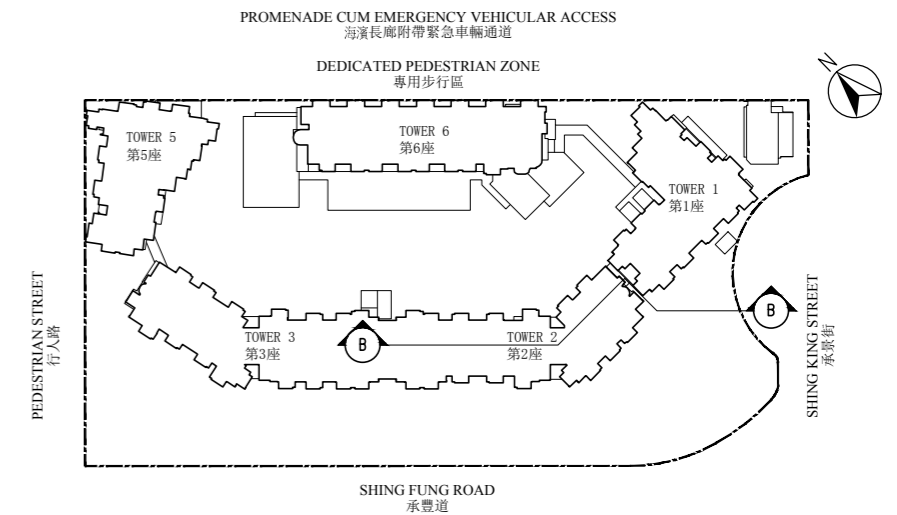 PROMENADE CUM EMERGENCY VEHICULAR ACCESS
海濱長廊附帶緊急車輛通道
DEDICATED PEDESTRIAN ZONE
專用步行區
N
TOWER 5
第5座
TOWER 6
第6座
TOWER 1
第1座
PEDESTRIAN STREET
行人路
TOWER 3
第3座
B
TOWER 2
第2座
B
SHING KING STREET
承景街
SHING FUNG ROAD
承豐道